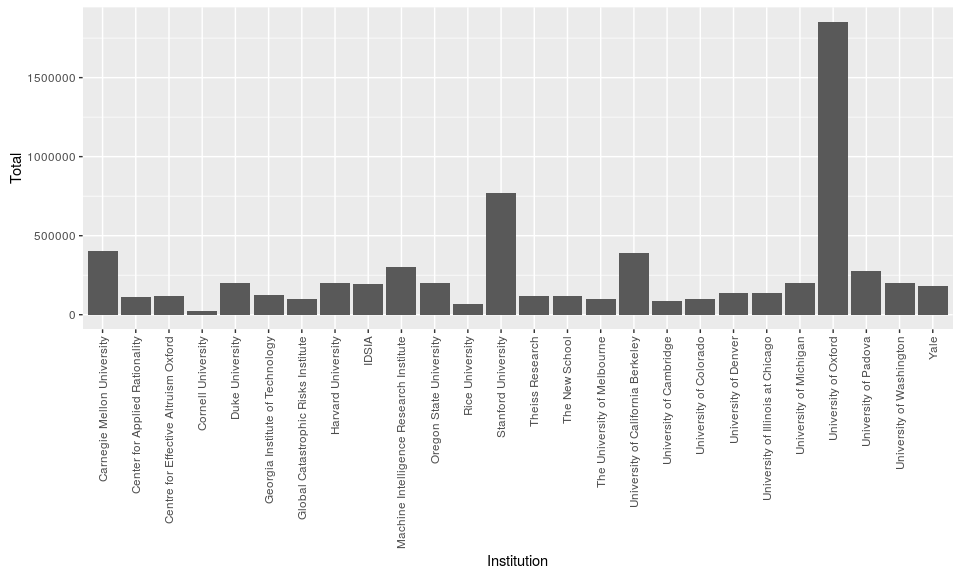 Total
1500000
1000000
500000
0
Carnegie Mellon University
Center for Applied Rationality
Centre for Effective Altruism Oxford
Cornell University
Duke University
Georgia Institute of Technology
Global Catastrophic Risks Institute
Harvard University
IDSIA
Machine Intelligence Research Institute
Oregon State University
Rice University
Stanford University
Theiss Research
The New School
The University of Melbourne
University of California Berkeley
University of Cambridge
University of Colorado
University of Denver
University of Illinois at Chicago
University of MIchigan
University of Oxford
University of Padova
University of Washington
Yale
Institution